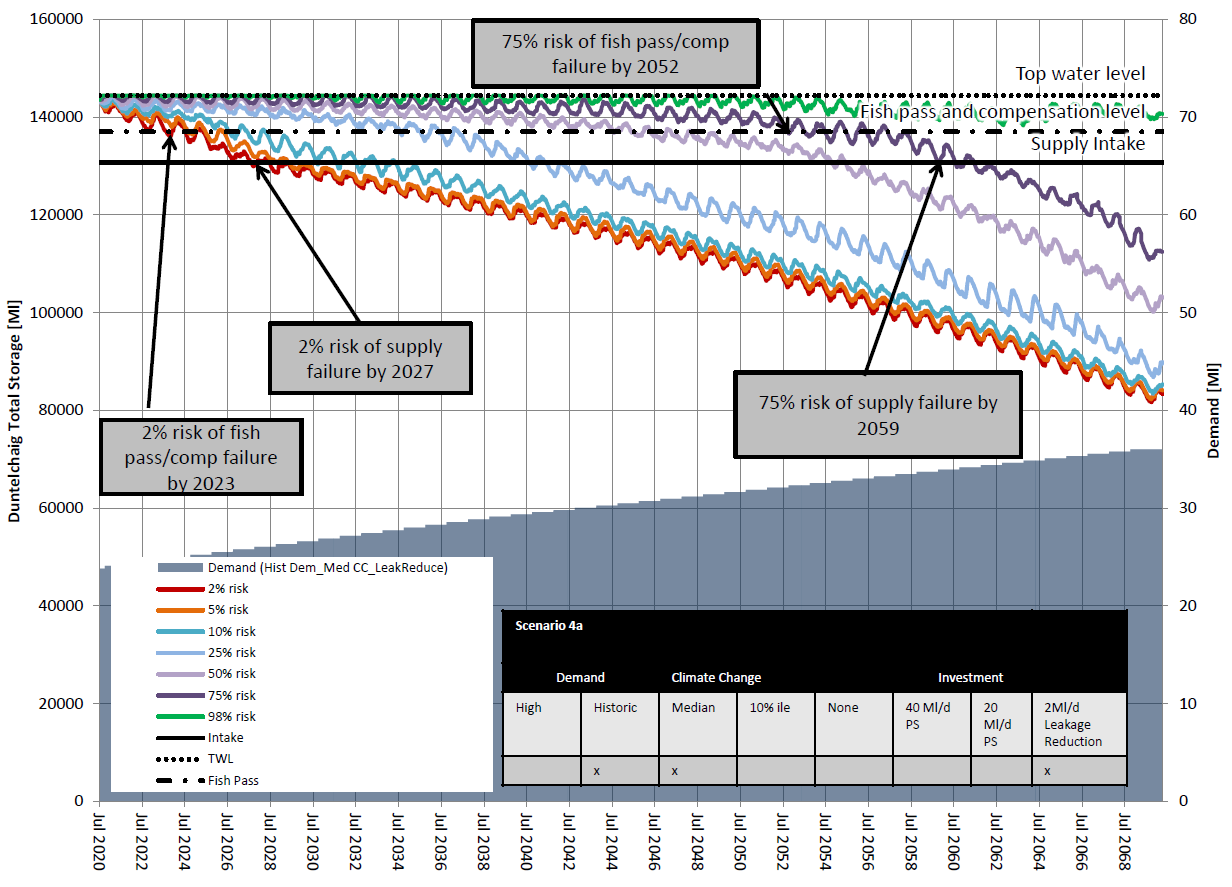 160000
140000
120000
100000
80000
60000
40000
20000
0
Duntelchaig Total Storage [Ml]
80
70
60
50
40
30
20
10
0
Demand [Ml]
75% risk of fish pass/comp
failure by 2052
Top water level
Fish pass and compensation level
Supply Intake
2% risk of supply
failure by 2027
75% risk of supply failure by
2059
2% risk of fish
pass/comp failure
by 2023
Demand (Hist Dem_Med CC_LeakReduce)
2% risk
5% risk
10% risk
25% risk
50% risk
75% risk
98% risk
Intake
TWL
Fish Pass
Scenario 4a
Demand Climate Change Investment
High Historic Median 10% ile None 40 Ml/d 20 2Ml/d
PS Ml/d Leakage
PS Reduction
x x x
Jul 2020
Jul 2022
Jul 2024
Jul 2026
Jul 2028
Jul 2030
Jul 2032
Jul 2034
Jul 2036
Jul 2038
Jul 2040
Jul 2042
Jul 2044
Jul 2046
Jul 2048
Jul 2050
Jul 2052
Jul 2054
Jul 2056
Jul 2058
Jul 2060
Jul 2062
Jul 2064
Jul 2066
Jul 2068